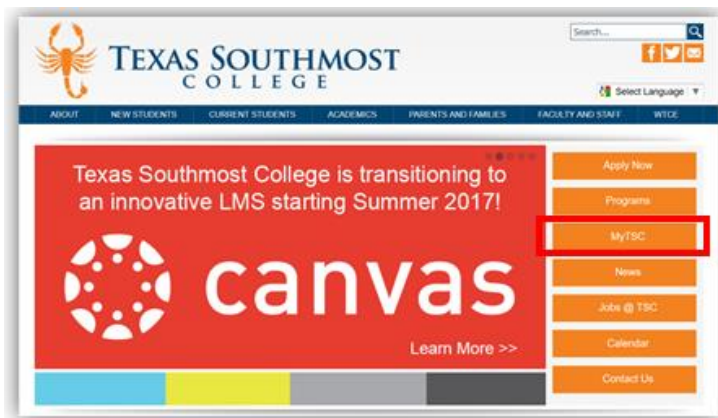 Search...
TEXAS SOUTHMOST
COLLEGE
Select Language
ABOUT NEW STUDENTS CURRENT STUDENTS ACADEMICS PARENTS AND FAMILIES FACULTY AND STAFF WTCE
Texas Southmost College is transitioning to
an innovative LMS starting Summer 2017!
canvas
Learn More >>
Apply Now
Programs
MyTSC
News
Jobs @ TSC
Calendar
Contact Us